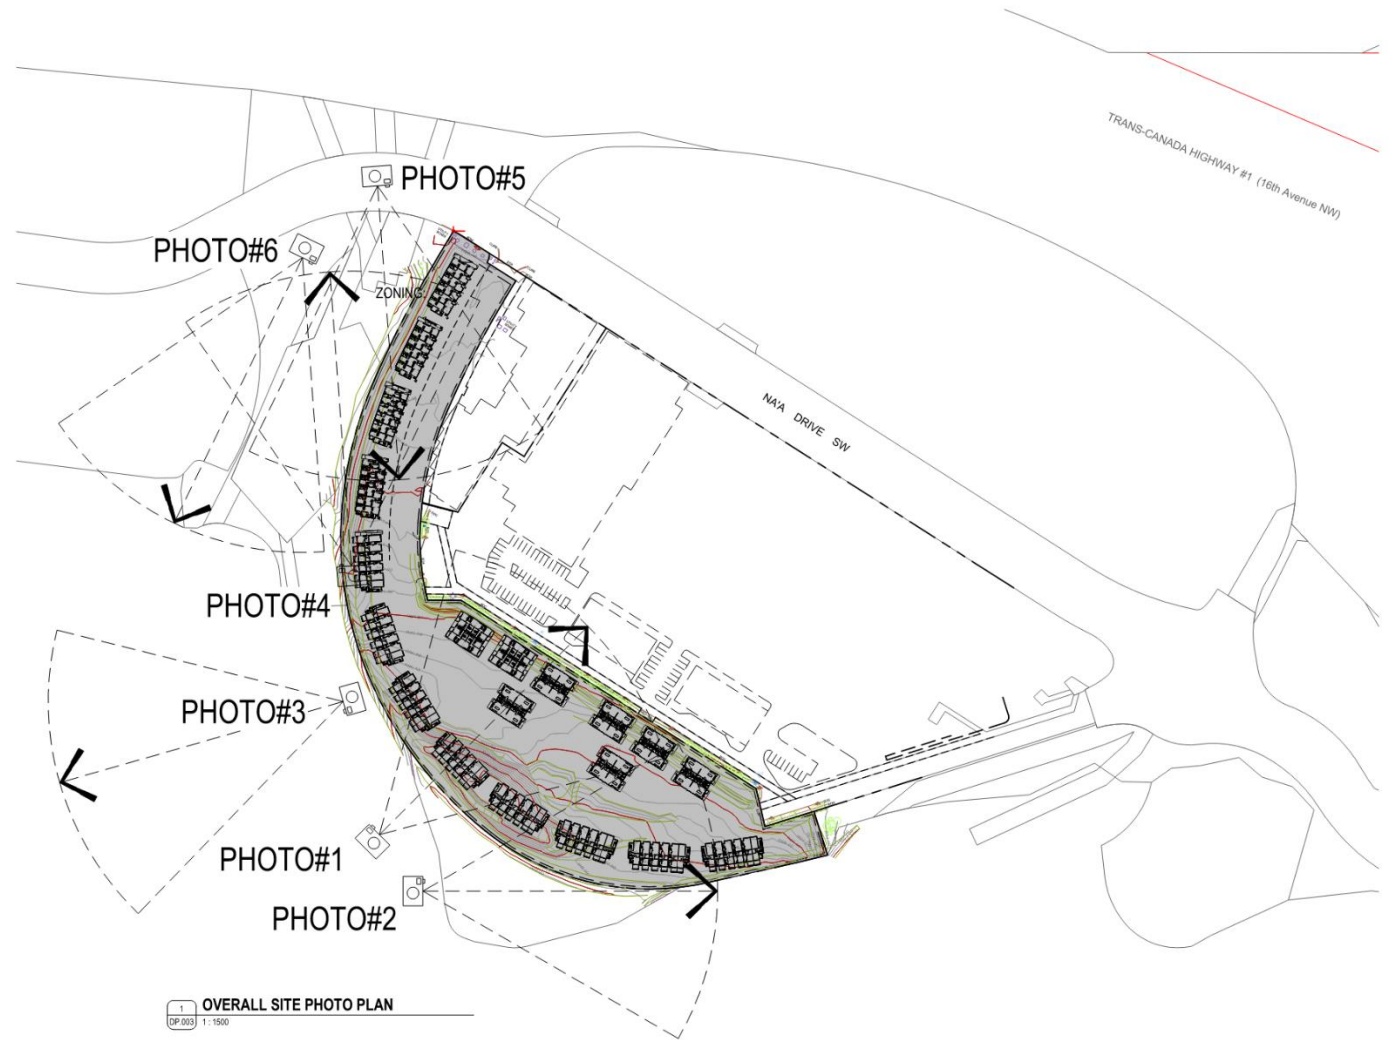 TRANS-CANADA HIGHWAY #1 (16th Avenue NW)
PHOTO#5
PHOTO#6
ZONING:
NA'A DRIVE SW
PHOTO#4
PHOTO#3
PHOTO#1
PHOTO#2
1
OVERALL SITE PHOTO PLAN
DP.003
1 : 1500